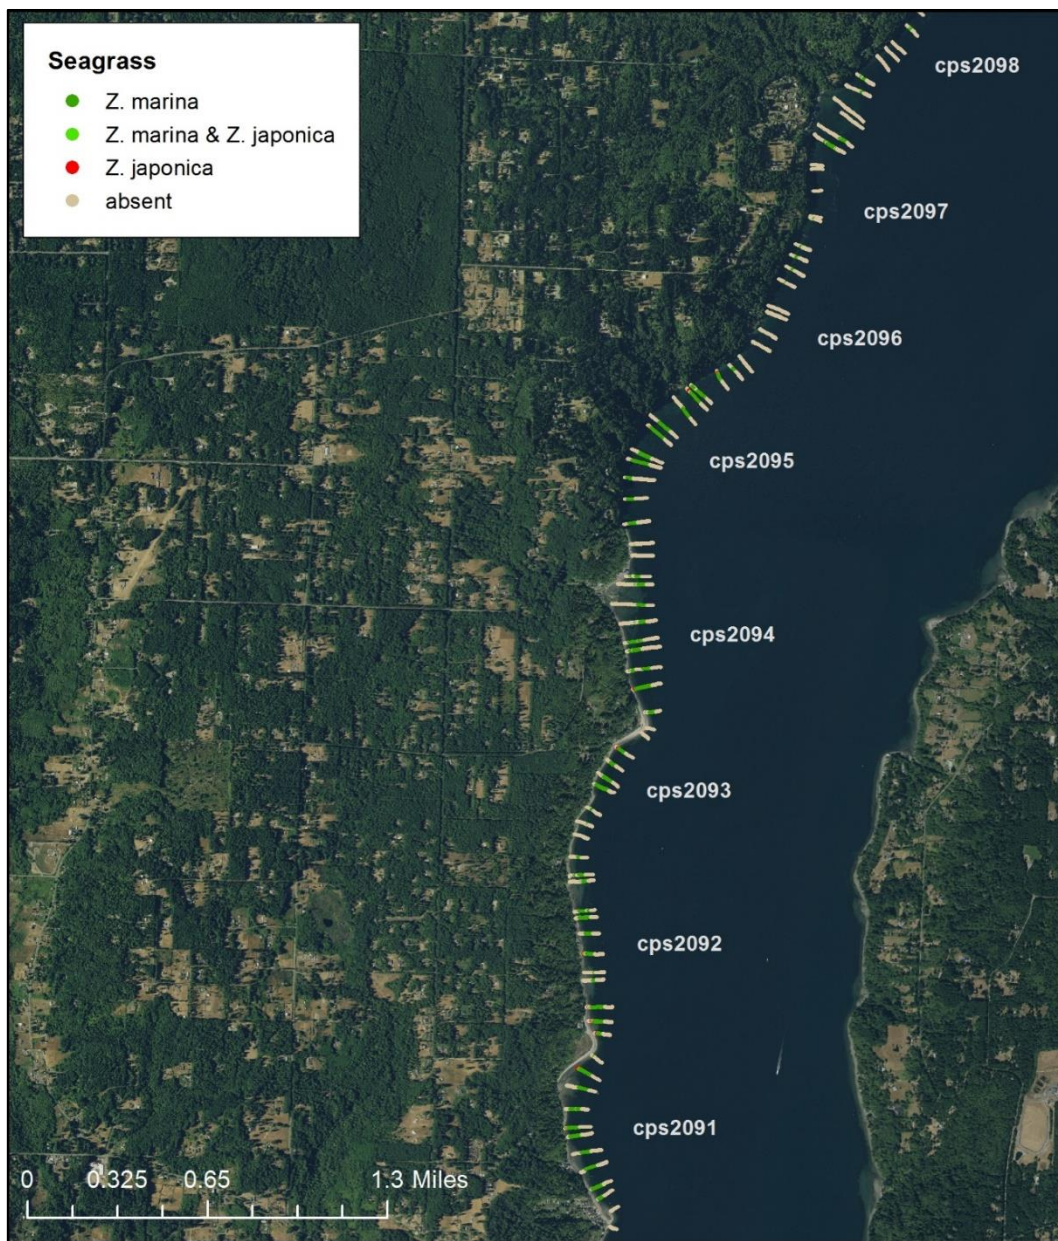 Seagrass
Z. marina
Z. marina & Z. japonica
Z. japonica
absent
cps2098
cps2097
cps2096
cps2095
cps2094
cps2093
cps2092
cps2091
0 0.325 0.65 1.3 Miles